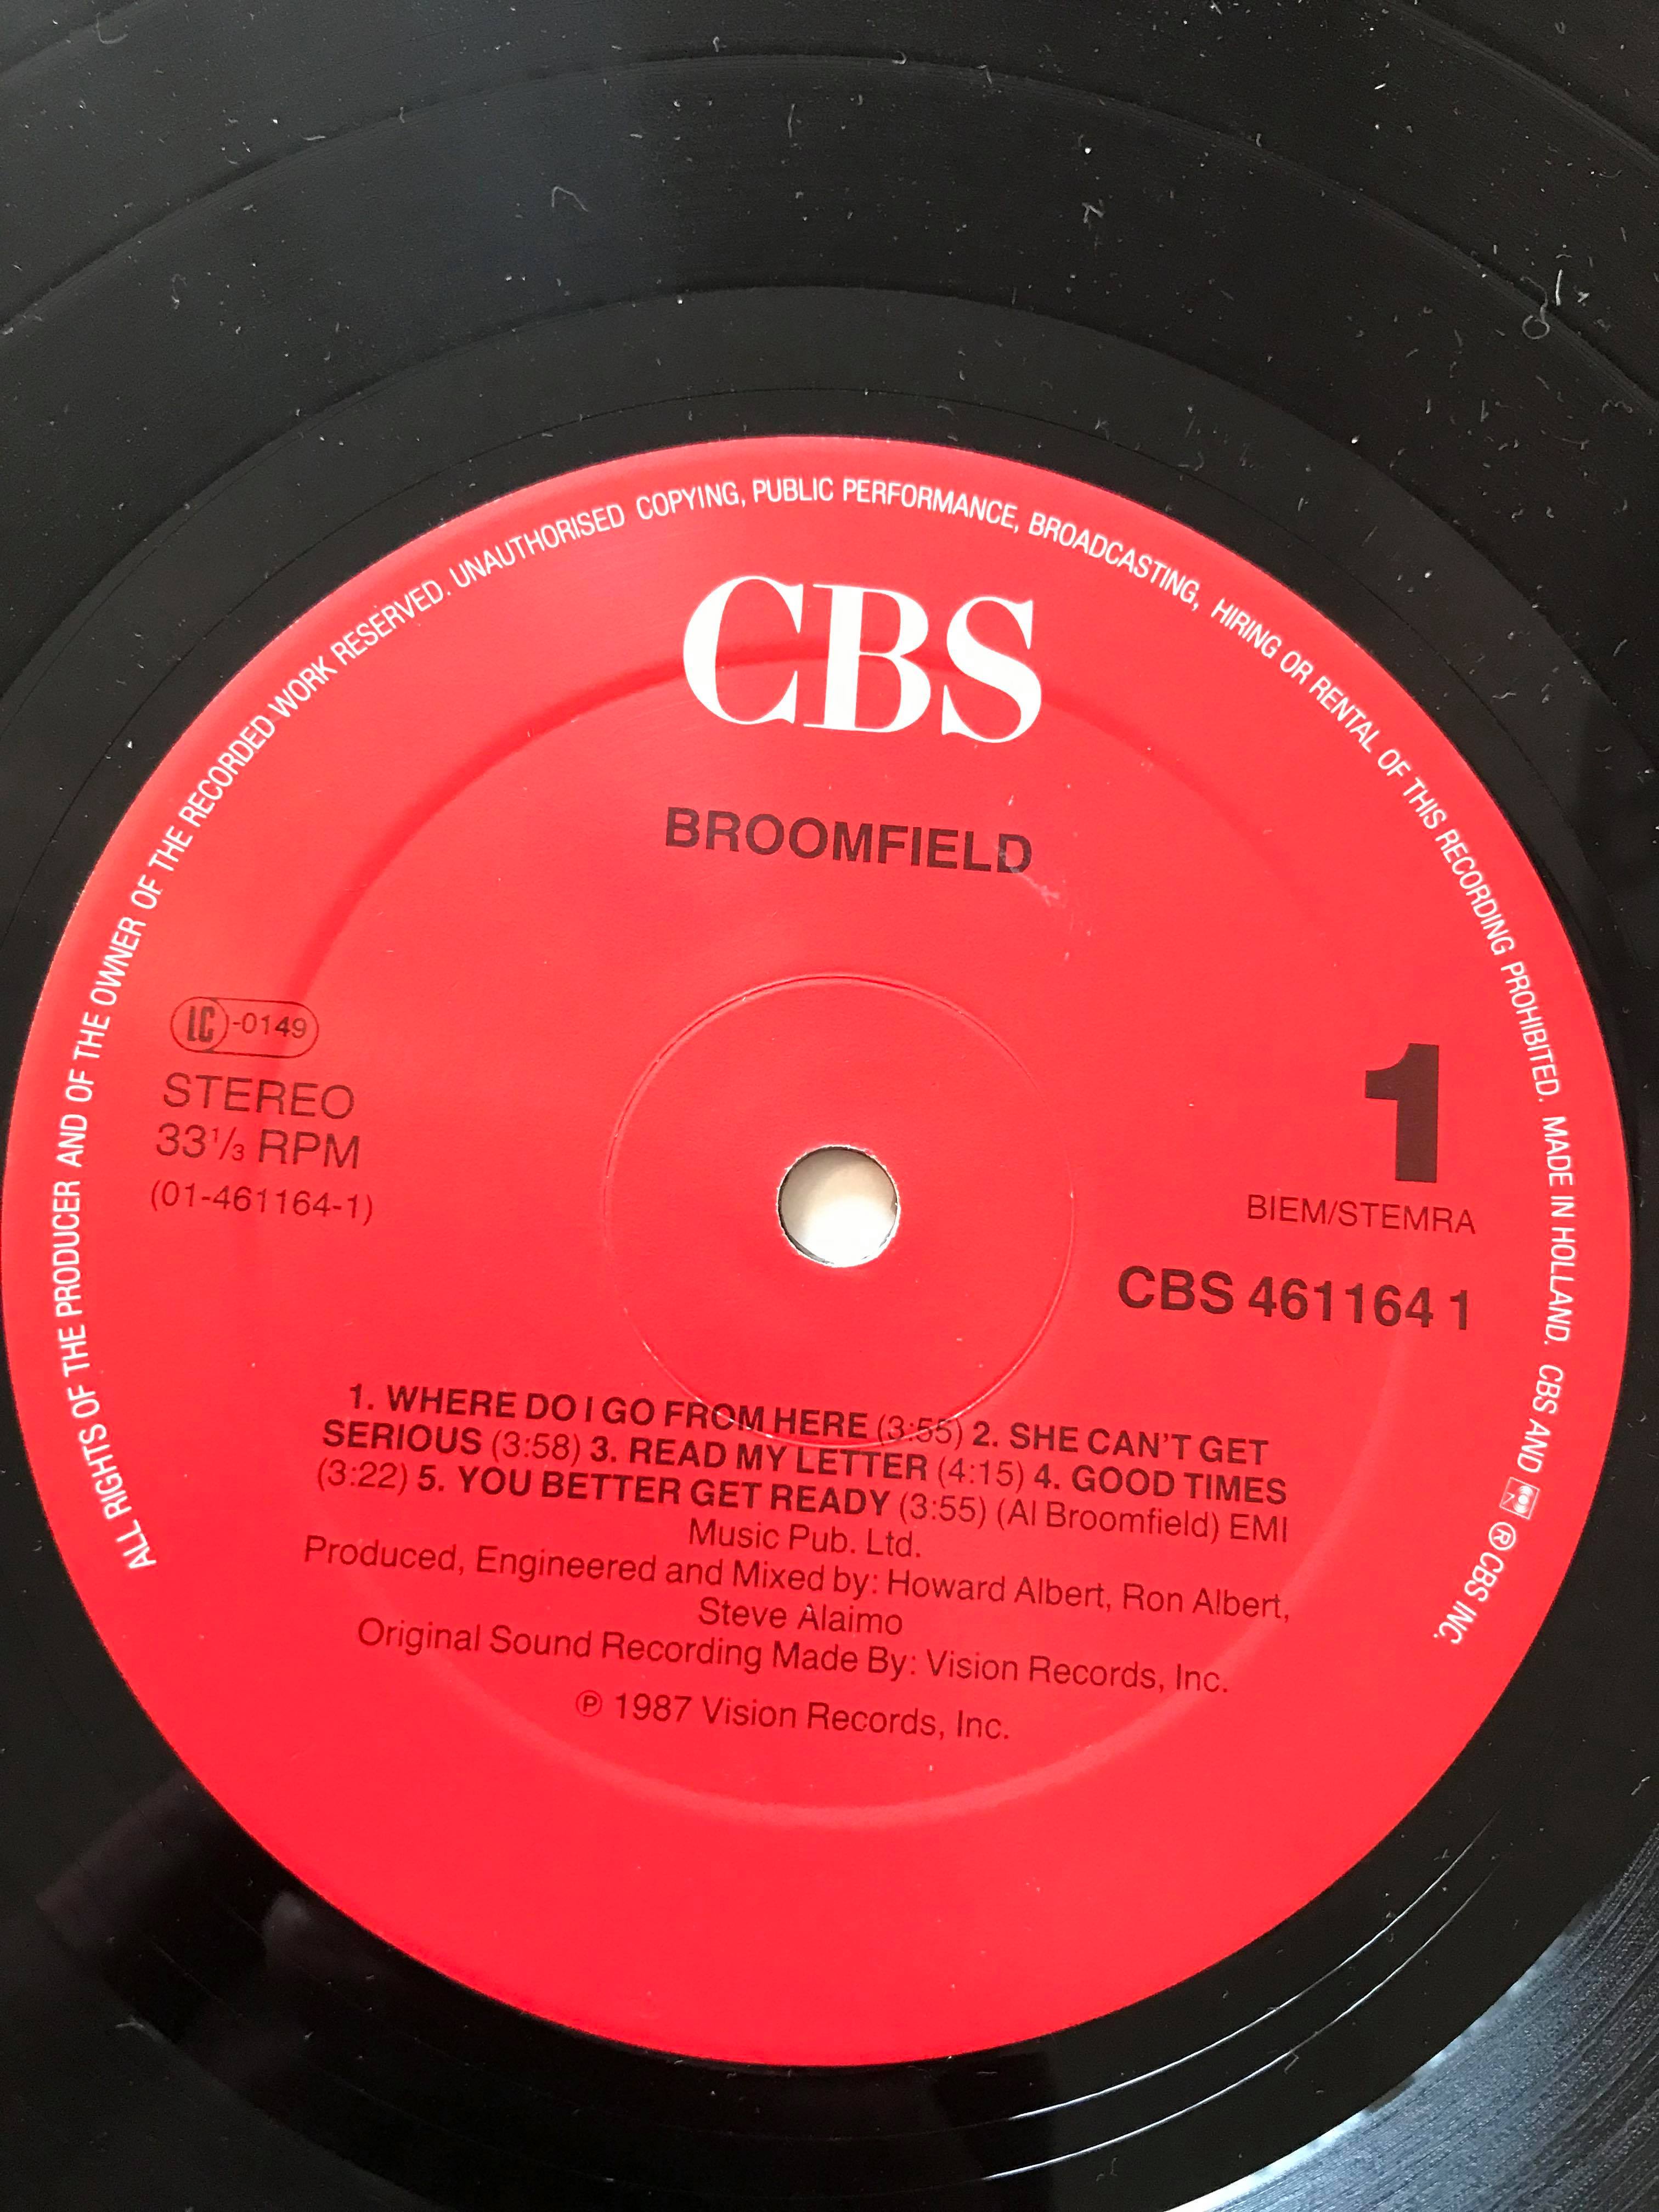 ALL RIGHTS OF THE PRODUCER AND OF THE OWNER OF THE RECORDED WORK RESERVED. UNAUTHORISED COPYING, PUBLIC PERFORMANCE, BROADCASTING, HIRING OR RENTAL OF THIS RECORDING PROHIBITED. MADE IN HOLLAND. CBS AND ® CBS INC.
CBS
BROOMFIELD
LC-0149
STEREO
33 1/3 RPM
(01-461164-1)
1
BIEM/STEMRA
CBS 461164 1
1. WHERE DO I GO FROM HERE (3:55) 2. SHE CAN'T GET
SERIOUS (3:58) 3. READ MY LETTER (4:15) 4. GOOD TIMES
(3:22) 5. YOU BETTER GET READY (3:55) (Al Broomfield) EMI
Music Pub. Ltd.
Produced, Engineered and Mixed by: Howard Albert, Ron Albert,
Steve Alaimo
Original Sound Recording Made By: Vision Records, Inc.
℗ 1987 Vision Records, Inc.